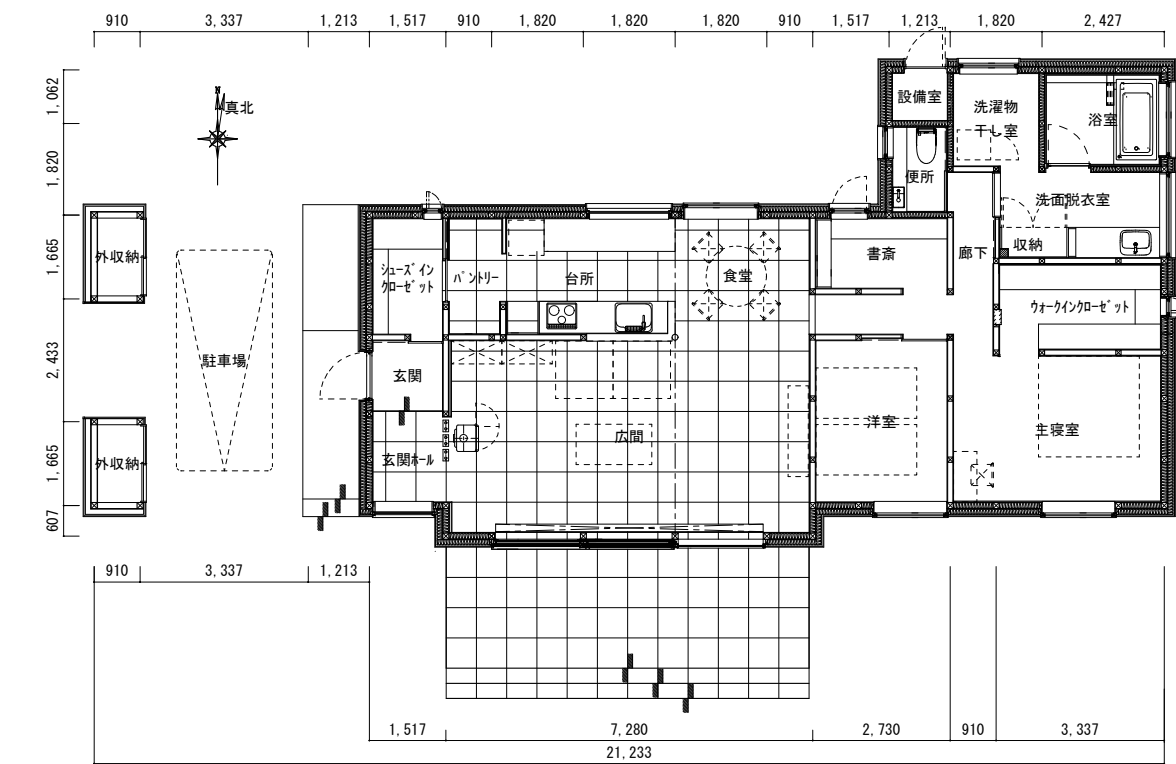 910 3,337 1,213 1,517 910 1,820 1,820 1,820 910 1,517 1,213 1,820 2,427
1,062
1,820
1,665
2,433
1,665
607
N
真北
設備室
洗濯物
干し室
浴室
便所
洗面脱衣室
収納
廊下
書斎
外収納
シューズイン
クローゼット
パントリー
台所
食堂
ウォークインクローゼット
駐車場
玄関
広間
洋室
主寝室
外収納
玄関ホール
910 3,337 1,213
1,517 7,280 2,730 910 3,337
21,233